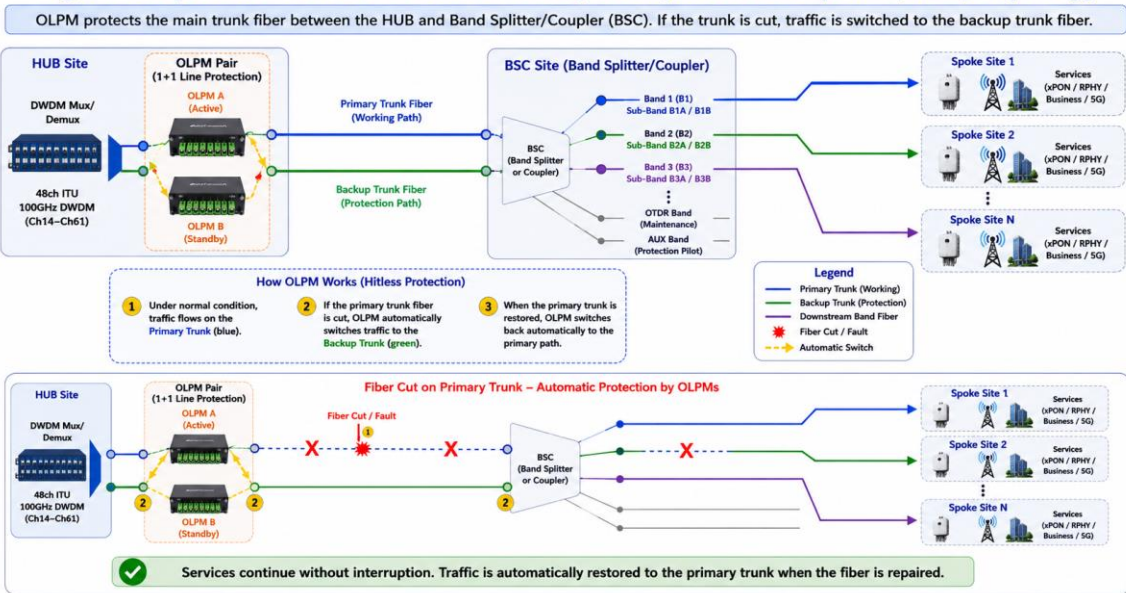 OLPM protects the main trunk fiber between the HUB and Band Splitter/Coupler (BSC). If the trunk is cut, traffic is switched to the backup trunk fiber.
HUB Site
DWDM Mux/
Demux
48ch ITU
100GHz DWDM
(Ch14–Ch61)
OLPM Pair
(1+1 Line Protection)
OLPM A
(Active)
OLPM B
(Standby)
Primary Trunk Fiber
(Working Path)
Backup Trunk Fiber
(Protection Path)
BSC Site (Band Splitter/Coupler)
BSC
(Band Splitter
or Coupler)
Band 1 (B1)
Sub-Band B1A / B1B
Band 2 (B2)
Sub-Band B2A / B2B
Band 3 (B3)
Sub-Band B3A / B3B
OTDR Band
(Maintenance)
AUX Band
(Protection Pilot)
Spoke Site 1
Services
(xPON / RPHY /
Business / 5G)
Spoke Site 2
Services
(xPON / RPHY /
Business / 5G)
Spoke Site N
Services
(xPON / RPHY /
Business / 5G)
How OLPM Works (Hitless Protection)
1
Under normal condition,
traffic flows on the
Primary Trunk (blue).
2
If the primary trunk fiber
is cut, OLPM automatically
switches traffic to the
Backup Trunk (green).
3
When the primary trunk is
restored, OLPM switches
back automatically to the
primary path.
Legend
Primary Trunk (Working)
Backup Trunk (Protection)
Downstream Band Fiber
Fiber Cut / Fault
Automatic Switch
Fiber Cut on Primary Trunk – Automatic Protection by OLPMs
HUB Site
DWDM Mux/
Demux
48ch ITU
100GHz DWDM
(Ch14–Ch61)
OLPM Pair
(1+1 Line Protection)
OLPM A
(Active)
2
2
OLPM B
(Standby)
Fiber Cut / Fault
1
X
X
2
BSC
(Band Splitter
or Coupler)
X
Spoke Site 1
Services
(xPON / RPHY /
Business / 5G)
Spoke Site 2
Services
(xPON / RPHY /
Business / 5G)
Spoke Site N
Services
(xPON / RPHY /
Business / 5G)
Services continue without interruption. Traffic is automatically restored to the primary trunk when the fiber is repaired.